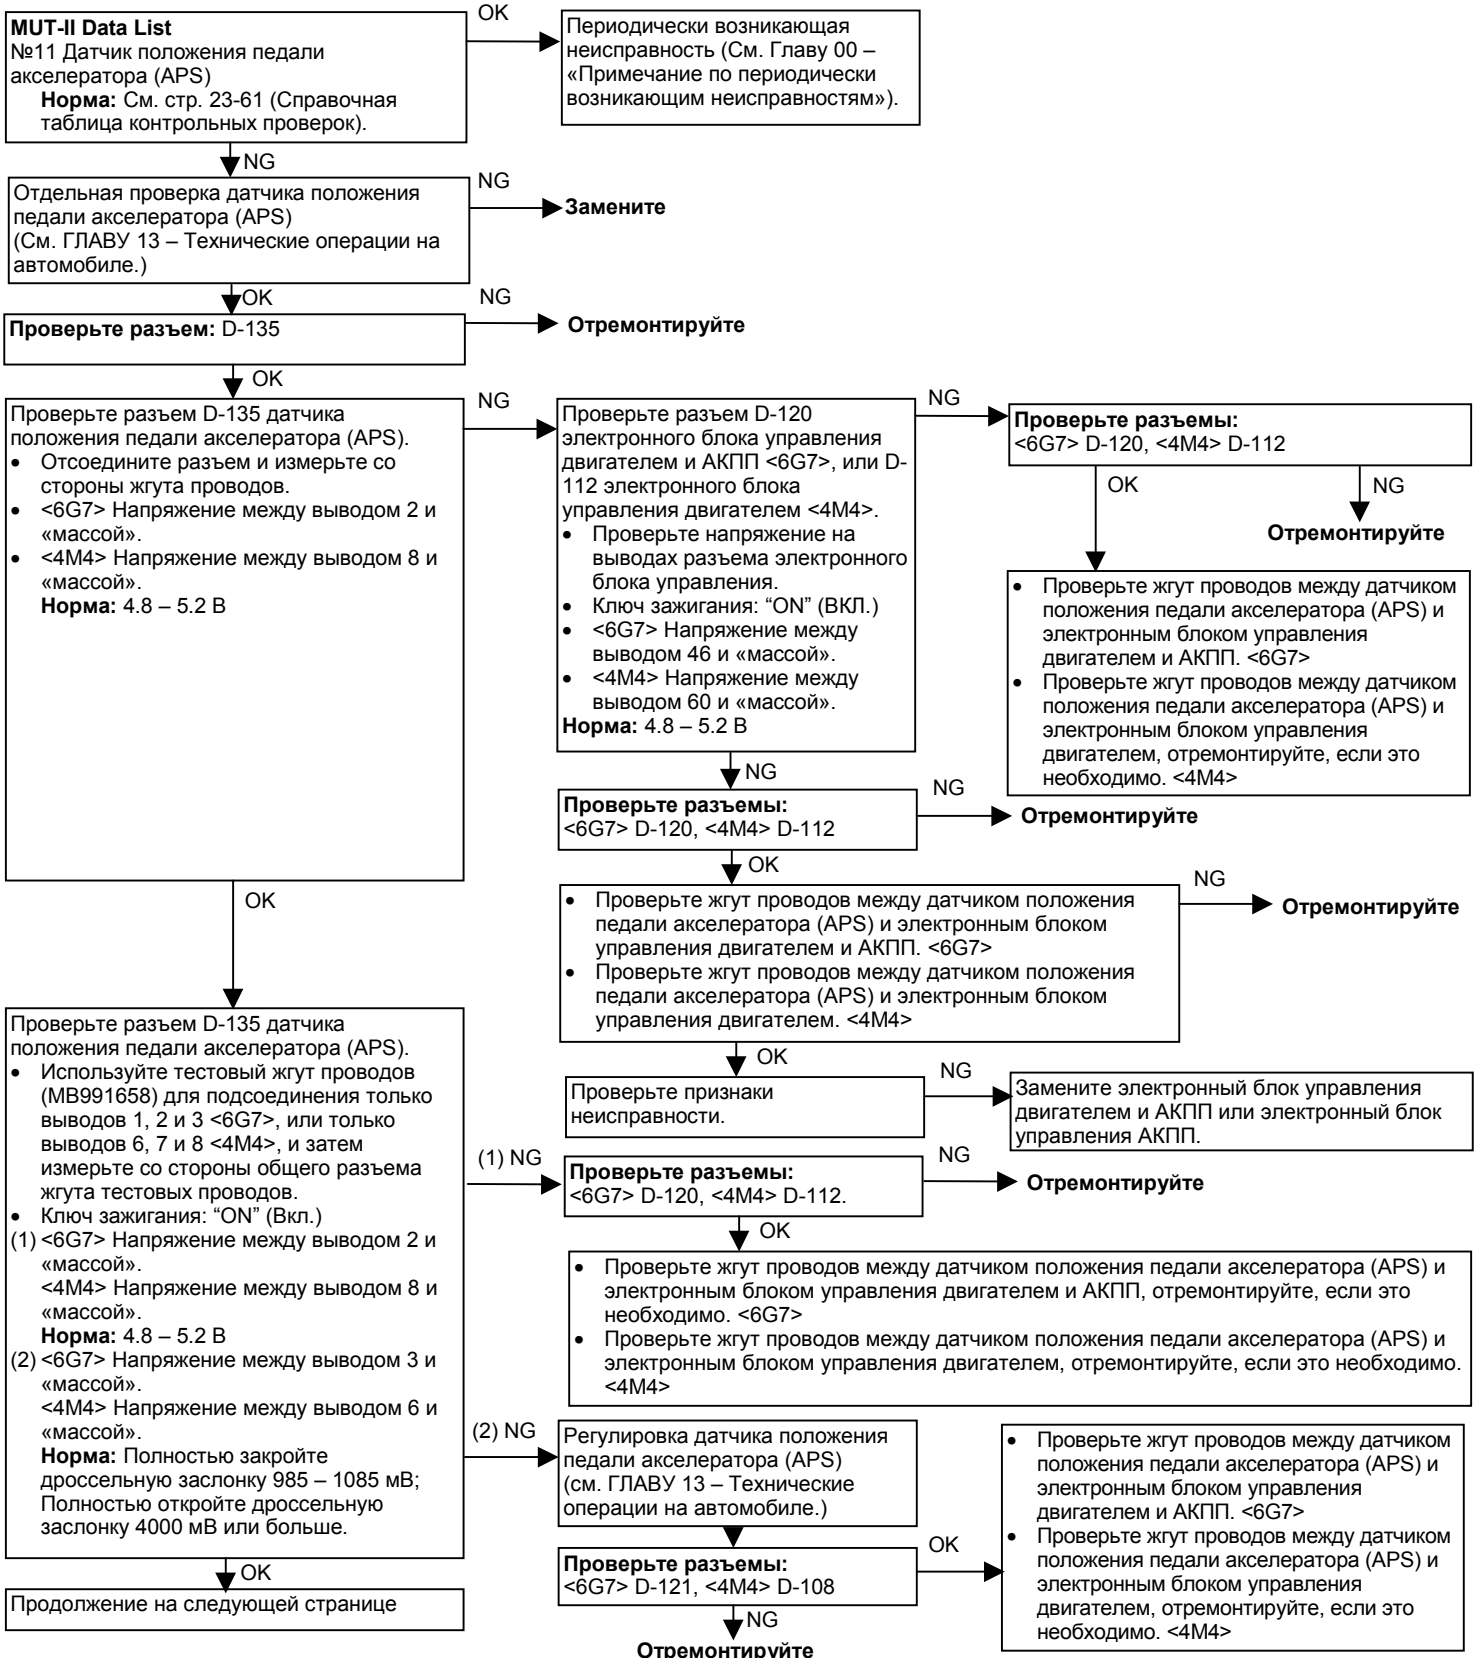 MUT-II Data List
№11 Датчик положения педали
акселератора (APS)
Норма: См. стр. 23-61 (Справочная
таблица контрольных проверок).
OK
Периодически возникающая
неисправность (См. Главу 00 –
«Примечание по периодически
возникающим неисправностям»).
NG
Отдельная проверка датчика положения
педали акселератора (APS)
(См. ГЛАВУ 13 – Технические операции на
автомобиле.)
NG
Замените
OK
Проверьте разъем: D-135
NG
Отремонтируйте
OK
Проверьте разъем D-135 датчика
положения педали акселератора (APS).
• Отсоедините разъем и измерьте со
стороны жгута проводов.
• <6G7> Напряжение между выводом 2 и
«массой».
• <4M4> Напряжение между выводом 8 и
«массой».
Норма: 4.8 – 5.2 В
NG
Проверьте разъем D-120
электронного блока управления
двигателем и АКПП <6G7>, или D-
112 электронного блока
управления двигателем <4M4>.
• Проверьте напряжение на
выводах разъема электронного
блока управления.
• Ключ зажигания: “ON” (ВКЛ.)
• <6G7> Напряжение между
выводом 46 и «массой».
• <4M4> Напряжение между
выводом 60 и «массой».
Норма: 4.8 – 5.2 В
NG
Проверьте разъемы:
<6G7> D-120, <4M4> D-112
OK
NG
Отремонтируйте
• Проверьте жгут проводов между датчиком
положения педали акселератора (APS) и
электронным блоком управления
двигателем и АКПП. <6G7>
• Проверьте жгут проводов между датчиком
положения педали акселератора (APS) и
электронным блоком управления
двигателем, отремонтируйте, если это
необходимо. <4M4>
NG
Проверьте разъемы:
<6G7> D-120, <4M4> D-112
NG
Отремонтируйте
OK
• Проверьте жгут проводов между датчиком положения
педали акселератора (APS) и электронным блоком
управления двигателем и АКПП. <6G7>
• Проверьте жгут проводов между датчиком положения
педали акселератора (APS) и электронным блоком
управления двигателем. <4M4>
NG
Отремонтируйте
OK
Проверьте признаки
неисправности.
NG
Замените электронный блок управления
двигателем и АКПП или электронный блок
управления АКПП.
OK
Проверьте разъем D-135 датчика
положения педали акселератора (APS).
• Используйте тестовый жгут проводов
(MB991658) для подсоединения только
выводов 1, 2 и 3 <6G7>, или только
выводов 6, 7 и 8 <4M4>, и затем
измерьте со стороны общего разъема
жгута тестовых проводов.
• Ключ зажигания: “ON” (Вкл.)
(1) <6G7> Напряжение между выводом 2 и
«массой».
<4M4> Напряжение между выводом 8 и
«массой».
Норма: 4.8 – 5.2 В
(2) <6G7> Напряжение между выводом 3 и
«массой».
<4M4> Напряжение между выводом 6 и
«массой».
Норма: Полностью закройте
дроссельную заслонку 985 – 1085 мВ;
Полностью откройте дроссельную
заслонку 4000 мВ или больше.
(1) NG
Проверьте разъемы:
<6G7> D-120, <4M4> D-112.
NG
Отремонтируйте
OK
• Проверьте жгут проводов между датчиком положения педали акселератора (APS) и
электронным блоком управления двигателем и АКПП, отремонтируйте, если это
необходимо. <6G7>
• Проверьте жгут проводов между датчиком положения педали акселератора (APS) и
электронным блоком управления двигателем, отремонтируйте, если это необходимо.
<4M4>
(2) NG
Регулировка датчика положения
педали акселератора (APS)
(см. ГЛАВУ 13 – Технические
операции на автомобиле.)
Проверьте разъемы:
<6G7> D-121, <4M4> D-108
OK
• Проверьте жгут проводов между датчиком
положения педали акселератора (APS) и
электронным блоком управления
двигателем и АКПП. <6G7>
• Проверьте жгут проводов между датчиком
положения педали акселератора (APS) и
электронным блоком управления
двигателем, отремонтируйте, если это
необходимо. <4M4>
NG
Отремонтируйте
OK
Продолжение на следующей странице